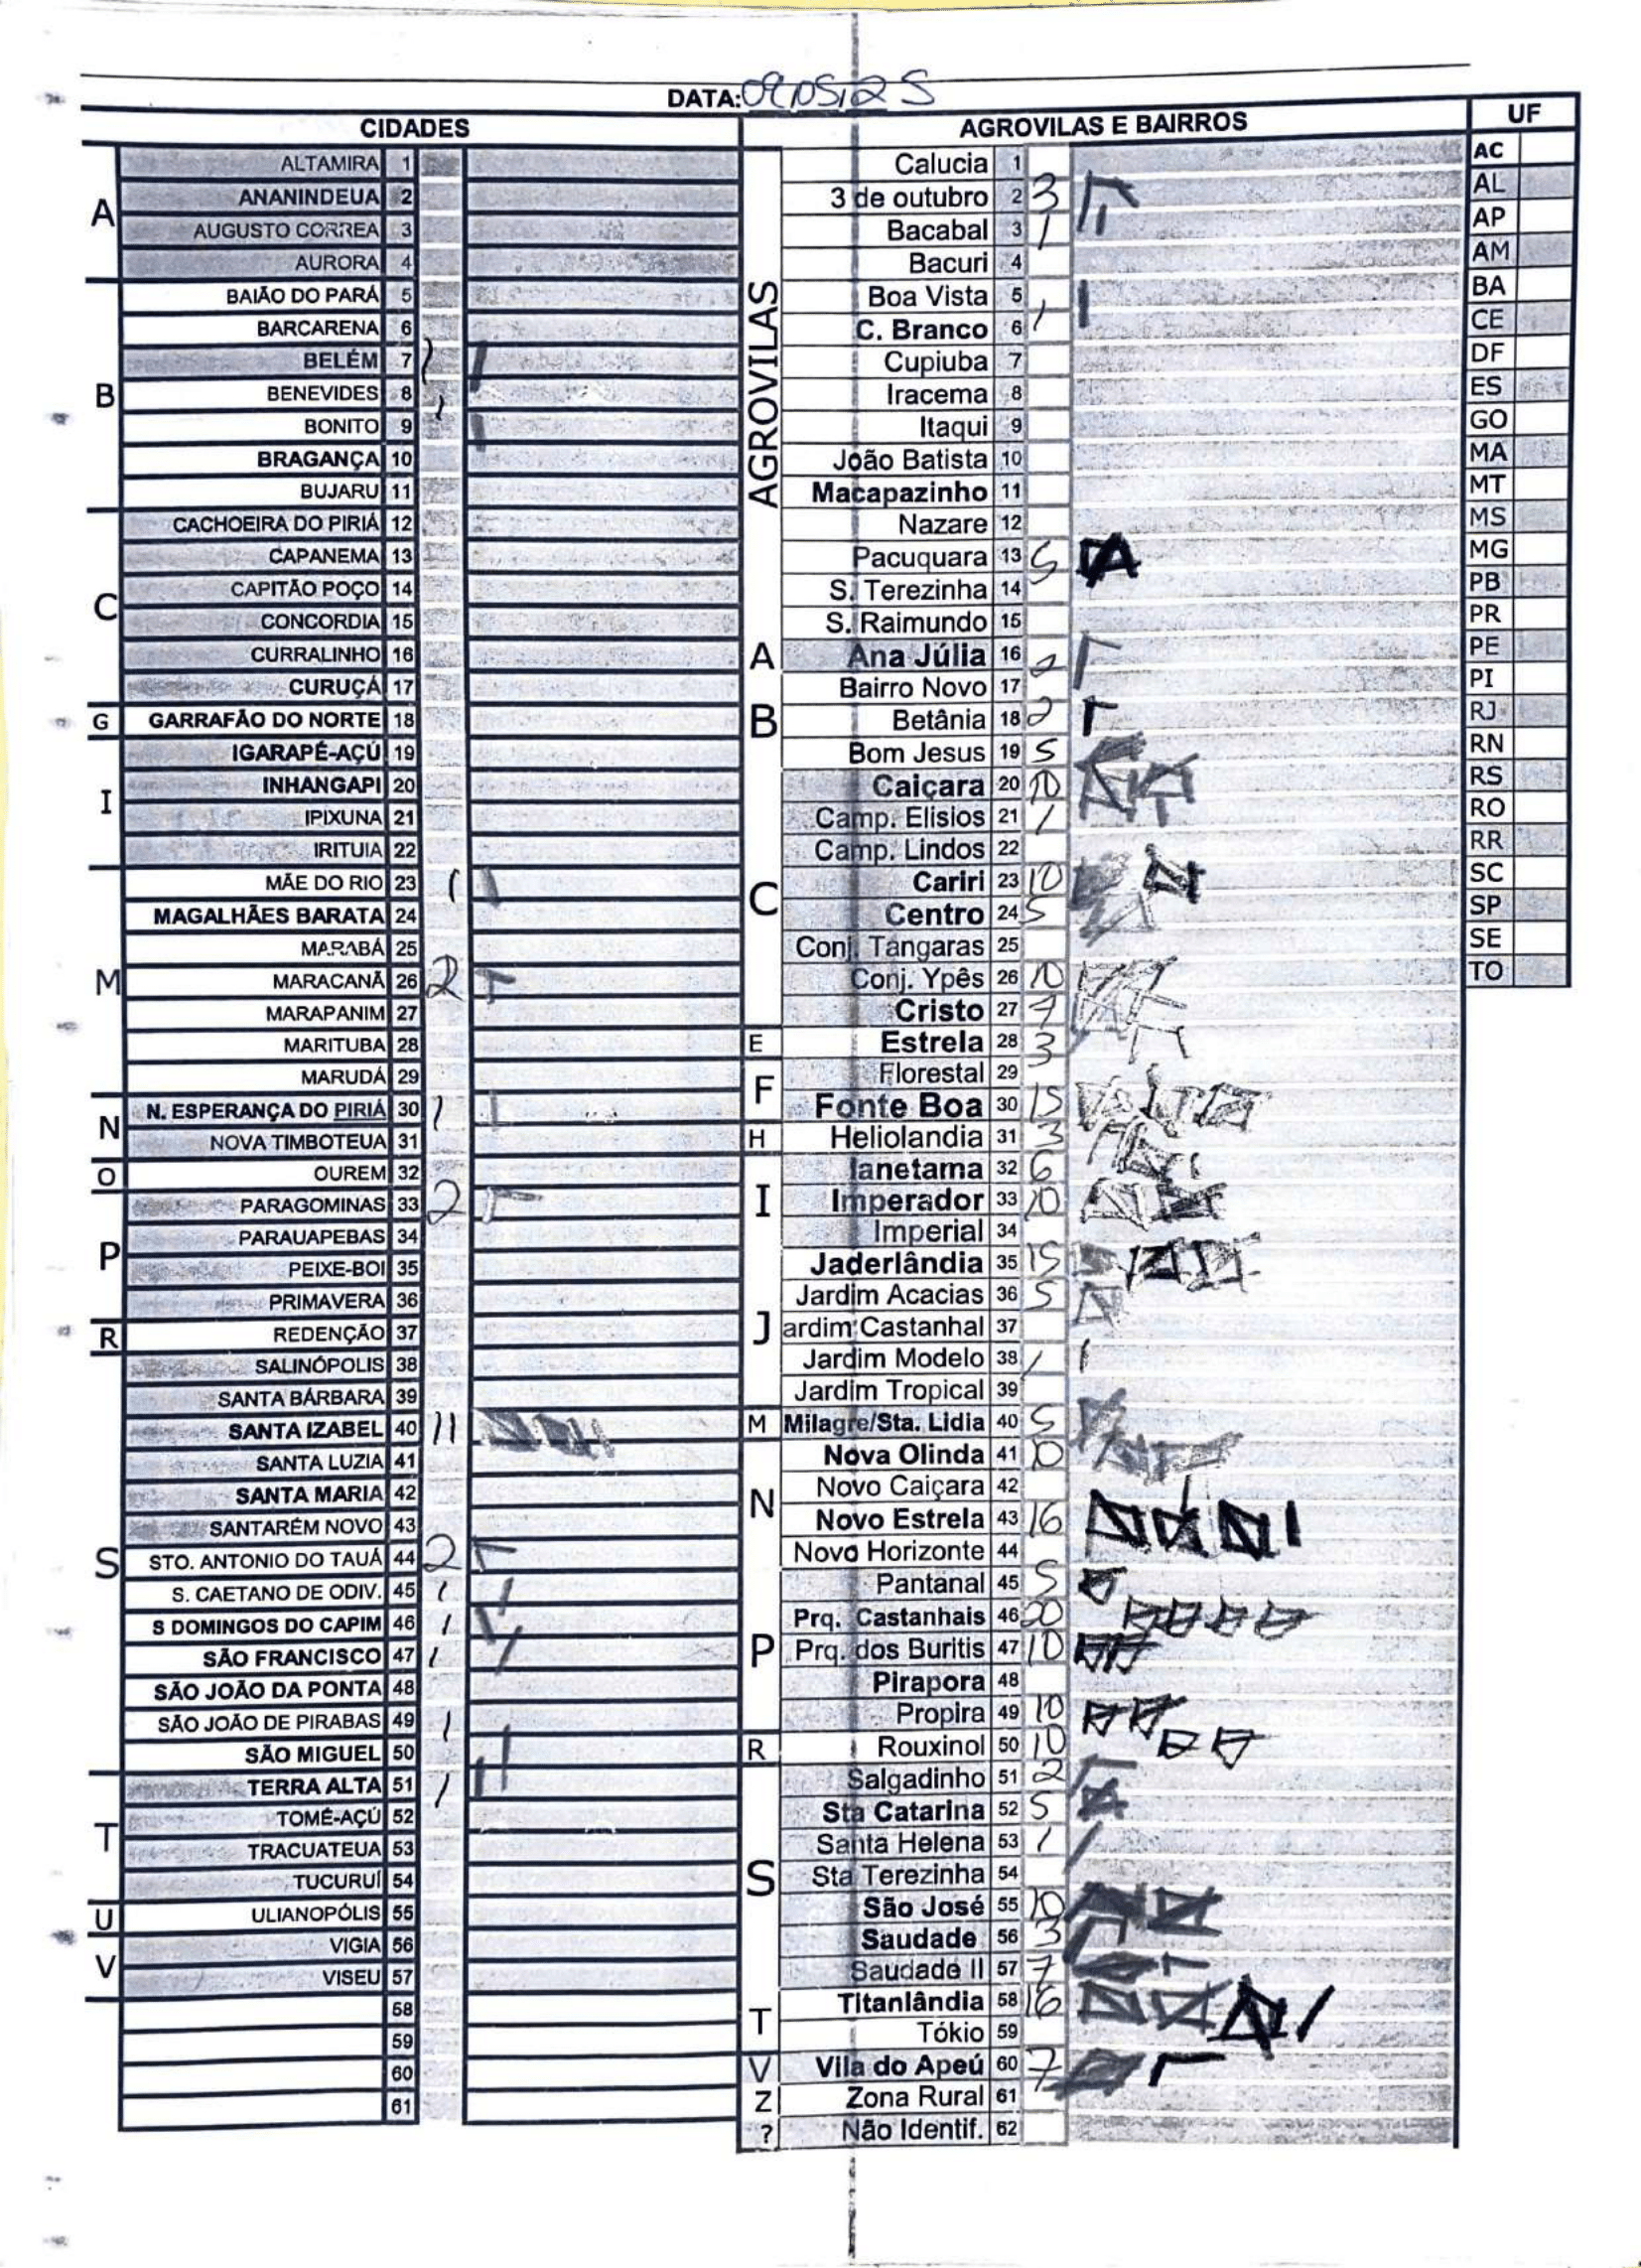 DATA: 09/05/25
CIDADES
A
ALTAMIRA 1
ANANINDEUA 2
AUGUSTO CORREA 3
AURORA 4
B
BAIÃO DO PARÁ 5
BARCARENA 6
BELÉM 7 1
BENEVIDES 8 1
BONITO 9
BRAGANÇA 10
BUJARU 11
C
CACHOEIRA DO PIRIÁ 12
CAPANEMA 13
CAPITÃO POÇO 14
CONCORDIA 15
CURRALINHO 16
CURUÇÁ 17
G
GARRAFÃO DO NORTE 18
I
IGARAPÉ-AÇÚ 19
INHANGAPI 20
IPIXUNA 21
IRITUIA 22
M
MÃE DO RIO 23 1
MAGALHÃES BARATA 24
MARABÁ 25
MARACANÃ 26 2
MARAPANIM 27
MARITUBA 28
MARUDÁ 29
N
N. ESPERANÇA DO PIRIÁ 30 1
NOVA TIMBOTEUA 31
O
OUREM 32
P
PARAGOMINAS 33 2
PARAUAPEBAS 34
PEIXE-BOI 35
PRIMAVERA 36
R
REDENÇÃO 37
S
SALINÓPOLIS 38
SANTA BÁRBARA 39
SANTA IZABEL 40 11
SANTA LUZIA 41
SANTA MARIA 42
SANTARÉM NOVO 43
STO. ANTONIO DO TAUÁ 44 2
S. CAETANO DE ODIV. 45 1
S DOMINGOS DO CAPIM 46 1
SÃO FRANCISCO 47 1
SÃO JOÃO DA PONTA 48
SÃO JOÃO DE PIRABAS 49 1
SÃO MIGUEL 50
T
TERRA ALTA 51 1
TOMÉ-AÇÚ 52
TRACUATEUA 53
TUCURUÍ 54
U
ULIANOPÓLIS 55
V
VIGIA 56
VISEU 57
58
59
60
61
AGROVILAS E BAIRROS
AGROVILAS
Calucia 1
3 de outubro 2 3
Bacabal 3 1
Bacuri 4
Boa Vista 5
C. Branco 6 1
Cupiuba 7
Iracema 8
Itaqui 9
João Batista 10
Macapazinho 11
Nazare 12
Pacuquara 13 5
S. Terezinha 14
S. Raimundo 15
A
Ana Júlia 16 2
B
Bairro Novo 17
Betânia 18 2
Bom Jesus 19 5
C
Caiçara 20 10
Camp. Elisios 21 1
Camp. Lindos 22
Cariri 23 10
Centro 24 5
Conj. Tangaras 25
Conj. Ypês 26 10
Cristo 27 7
E
Estrela 28 3
F
Florestal 29
Fonte Boa 30 15
H
Heliolandia 31 3
I
Ianetama 32 6
Imperador 33 10
Imperial 34
J
Jaderlândia 35 15
Jardim Acacias 36 5
ardim Castanhal 37
Jardim Modelo 38 1
Jardim Tropical 39
M
Milagre/Sta. Lidia 40 5
N
Nova Olinda 41 10
Novo Caiçara 42
Novo Estrela 43 16
Novo Horizonte 44
P
Pantanal 45 5
Prq. Castanhais 46 20
Prq. dos Buritis 47 10
Pirapora 48
Propira 49 10
R
Rouxinol 50 10
S
Salgadinho 51 2
Sta Catarina 52 5
Santa Helena 53 1
Sta Terezinha 54
São José 55 10
Saudade 56 3
Saudade II 57 7
T
Titanlândia 58 16
Tókio 59
V
Vila do Apeú 60 7
Z
Zona Rural 61
?
Não Identif. 62
UF
AC
AL
AP
AM
BA
CE
DF
ES
GO
MA
MT
MS
MG
PB
PR
PE
PI
RJ
RN
RS
RO
RR
SC
SP
SE
TO